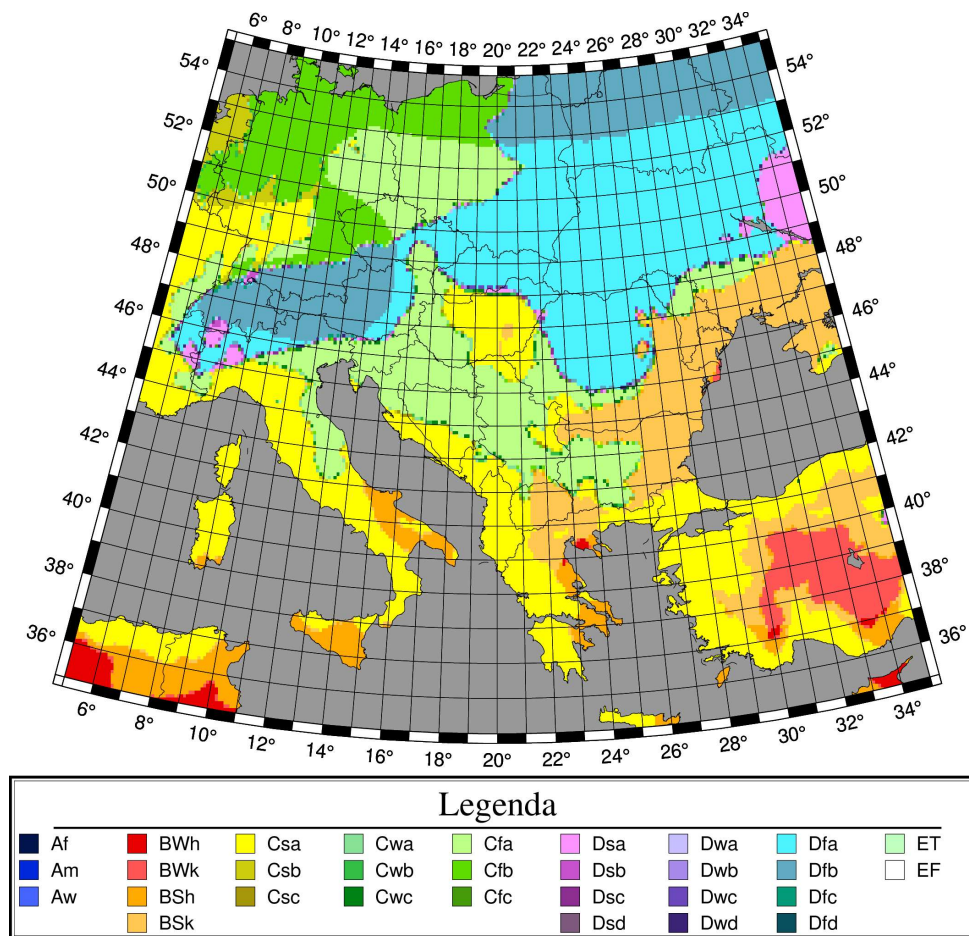 6° 8° 10° 12° 14° 16° 18° 20° 22° 24° 26° 28° 30° 32° 34°
54° 54°
52° 52°
50° 50°
48° 48°
46° 46°
44° 44°
42° 42°
40° 40°
38° 38°
36° 36°
6° 8° 10° 12° 14° 16° 18° 20° 22° 24° 26° 28° 30° 32° 34°
Legenda
Af BWh Csa Cwa Cfa Dsa Dwa Dfa ET
Am BWk Csb Cwb Cfb Dsb Dwb Dfb EF
Aw BSh Csc Cwc Cfc Dsc Dwc Dfc
BSk Dsd Dwd Dfd